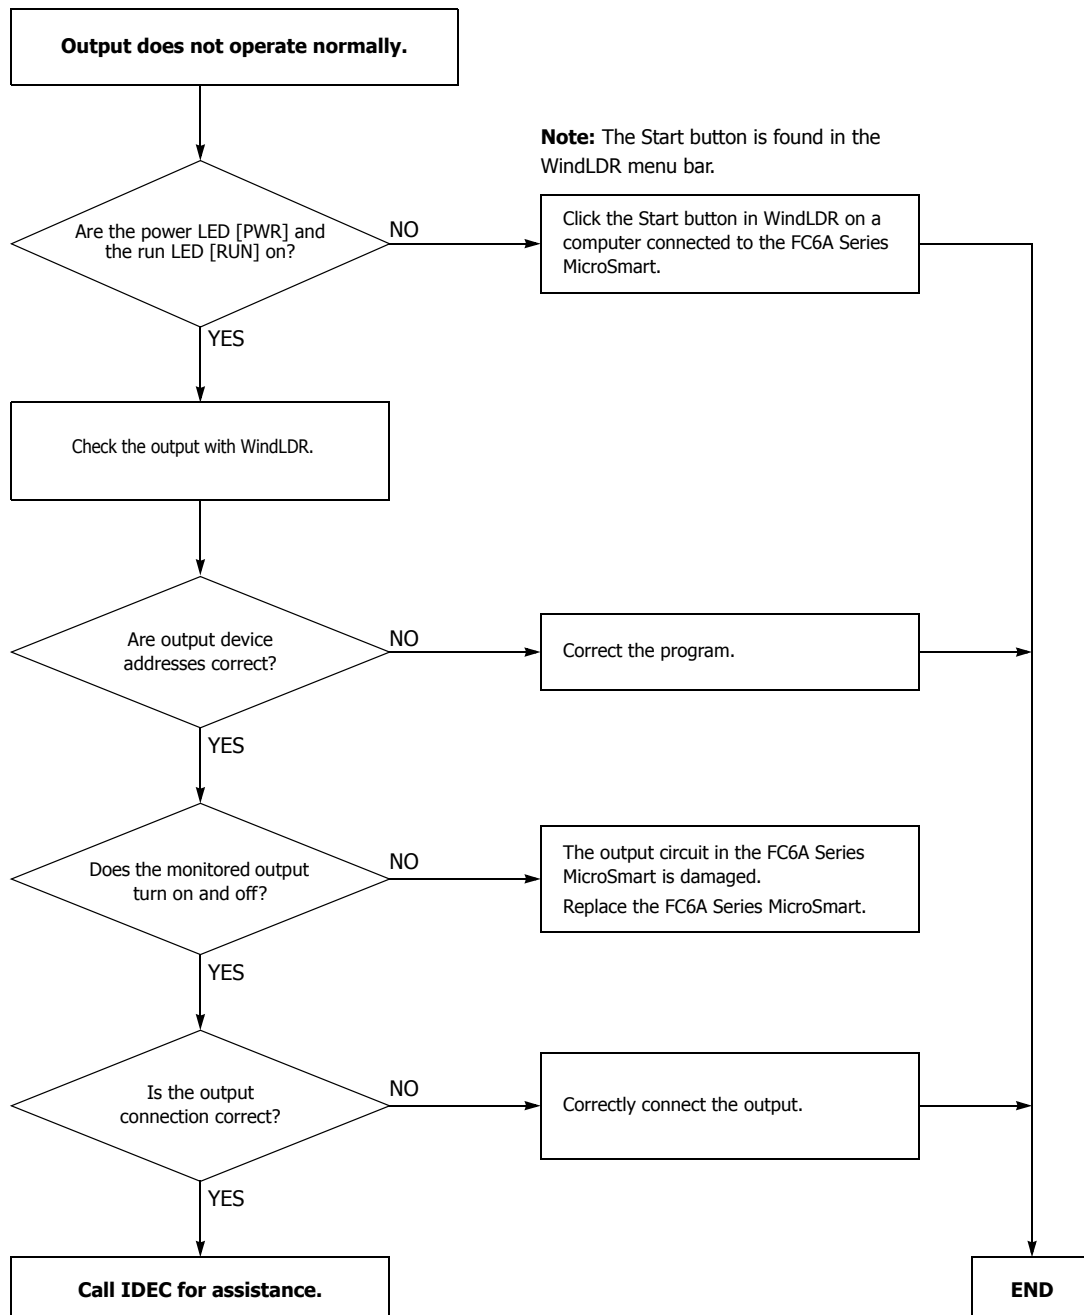 Output does not operate normally.
Note: The Start button is found in the
WindLDR menu bar.
Are the power LED [PWR] and
the run LED [RUN] on?
NO
Click the Start button in WindLDR on a
computer connected to the FC6A Series
MicroSmart.
YES
Check the output with WindLDR.
Are output device
addresses correct?
NO
Correct the program.
YES
Does the monitored output
turn on and off?
NO
The output circuit in the FC6A Series
MicroSmart is damaged.
Replace the FC6A Series MicroSmart.
YES
Is the output
connection correct?
NO
Correctly connect the output.
YES
Call IDEC for assistance.
END